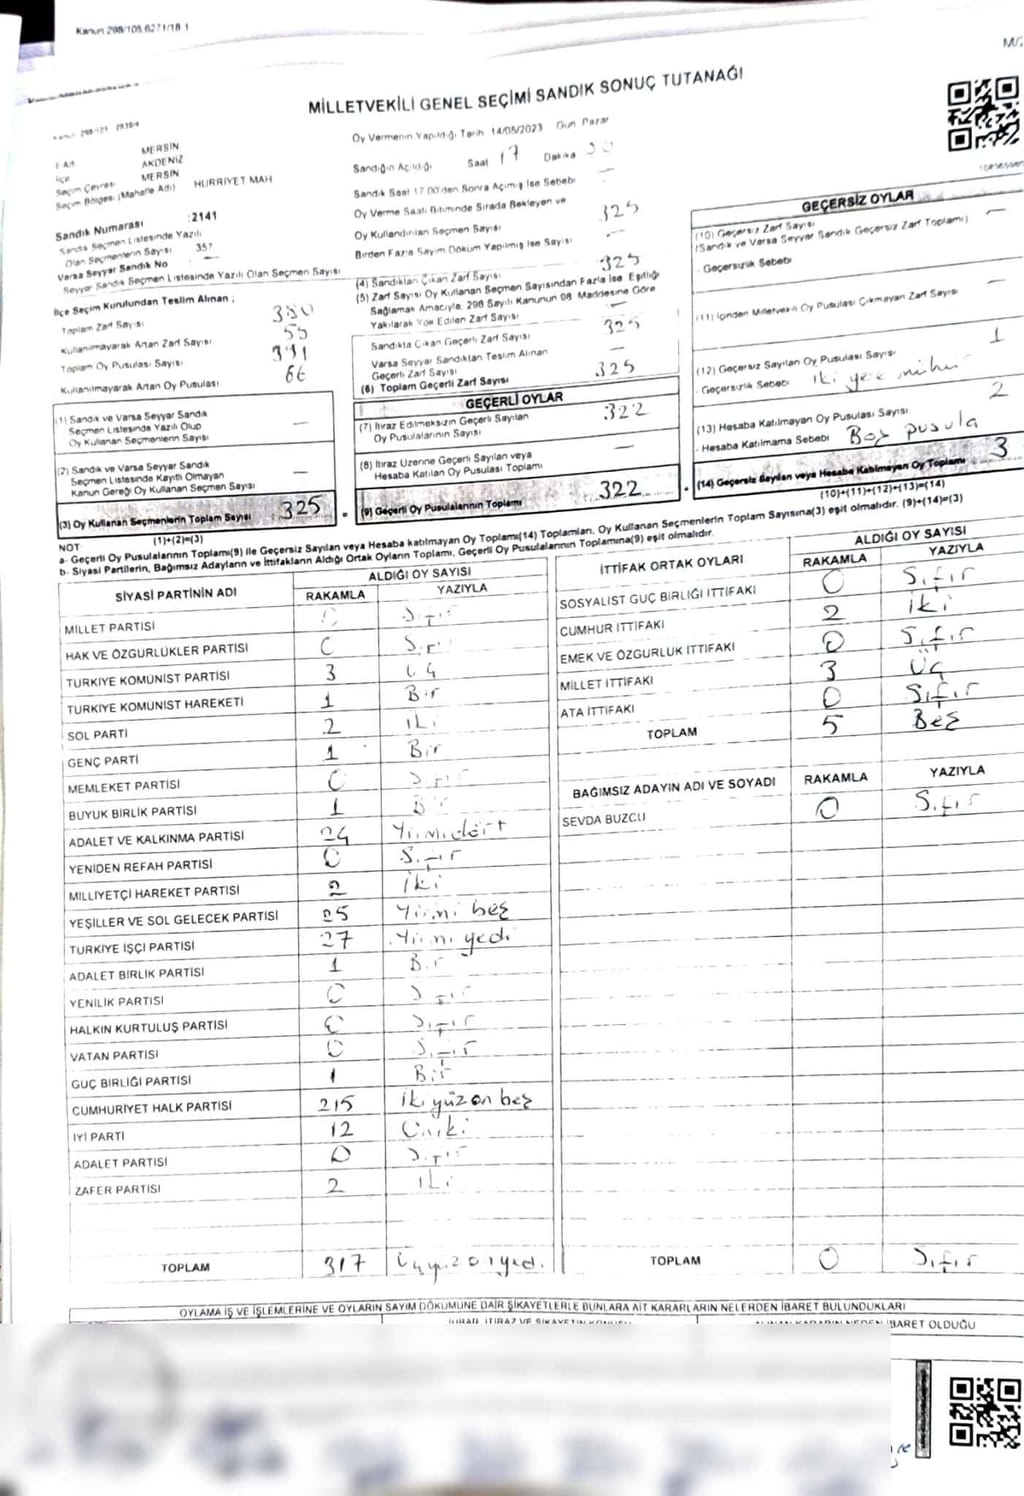 Kanun 298/105 6271/18 1
MİLLETVEKİLİ GENEL SEÇİMİ SANDIK SONUÇ TUTANAĞI
MERSİN
İlçe AKDENİZ
Seçim Çevresi MERSİN
Seçim Bölgesi (Mahalle Adı) HÜRRİYET MAH
Sandık Numarası : 2141
Sandık Seçmen Listesinde Yazılı
Olan Seçmenlerin Sayısı 357
Varsa Seyyar Sandık No —
Seyyar Sandık Seçmen Listesinde Yazılı Olan Seçmen Sayısı
İlçe Seçim Kurulundan Teslim Alınan ;
Toplam Zarf Sayısı 380
Kullanılmayarak Artan Zarf Sayısı 55
Toplam Oy Pusulası Sayısı 391
Kullanılmayarak Artan Oy Pusulası 66
(1) Sandık ve Varsa Seyyar Sandık
Seçmen Listesinde Yazılı Olup
Oy Kullanan Seçmenlerin Sayısı —
(2) Sandık ve Varsa Seyyar Sandık
Seçmen Listesinde Kayıtlı Olmayan
Kanun Gereği Oy Kullanan Seçmen Sayısı —
(3) Oy Kullanan Seçmenlerin Toplam Sayısı 325
(1)+(2)=(3)
Oy Vermenin Yapıldığı Tarih 14/05/2023 Gün Pazar
Sandığın Açıldığı Saat 17 Dakika
Sandık Saat 17 00'den Sonra Açılmış İse Sebebi —
Oy Verme Saati Bitiminde Sırada Bekleyen ve
Oy Kullandırılan Seçmen Sayısı 325
Birden Fazla Sayım Döküm Yapılmış İse Sayısı —
(4) Sandıktan Çıkan Zarf Sayısı 325
(5) Zarf Sayısı Oy Kullanan Seçmen Sayısından Fazla İse Eşitliği
Sağlamak Amacıyla, 298 Sayılı Kanunun 98 Maddesine Göre
Yakılarak Yok Edilen Zarf Sayısı —
Sandıkta Çıkan Geçerli Zarf Sayısı 325
Varsa Seyyar Sandıktan Teslim Alınan
Geçerli Zarf Sayısı —
(6) Toplam Geçerli Zarf Sayısı 325
GEÇERLİ OYLAR
(7) İtiraz Edilmeksizin Geçerli Sayılan
Oy Pusulalarının Sayısı 322
(8) İtiraz Üzerine Geçerli Sayılan veya
Hesaba Katılan Oy Pusulası Toplamı —
(9) Geçerli Oy Pusulalarının Toplamı 322
GEÇERSİZ OYLAR
(10) Geçersiz Zarf Sayısı
(Sandık ve Varsa Seyyar Sandık Geçersiz Zarf Toplamı) —
- Geçersizlik Sebebi
(11) İçinden Milletvekili Oy Pusulası Çıkmayan Zarf Sayısı —
(12) Geçersiz Sayılan Oy Pusulası Sayısı 1
- Geçersizlik Sebebi İki yere mühür
(13) Hesaba Katılmayan Oy Pusulası Sayısı 2
- Hesaba Katılmama Sebebi Boş pusula
(14) Geçersiz Sayılan veya Hesaba Katılmayan Oy Toplamı 3
(10)+(11)+(12)+(13)=(14)
NOT
a- Geçerli Oy Pusulalarının Toplamı(9) ile Geçersiz Sayılan veya Hesaba katılmayan Oy Toplamı(14) Toplamları, Oy Kullanan Seçmenlerin Toplam Sayısına(3) eşit olmalıdır. (9)+(14)=(3)
b- Siyasi Partilerin, Bağımsız Adayların ve İttifakların Aldığı Ortak Oyların Toplamı, Geçerli Oy Pusulalarının Toplamına(9) eşit olmalıdır.
SİYASİ PARTİNİN ADI ALDIĞI OY SAYISI
RAKAMLA YAZIYLA
MİLLET PARTİSİ 0 Sıfır
HAK VE ÖZGÜRLÜKLER PARTİSİ 0 Sıfır
TÜRKİYE KOMÜNİST PARTİSİ 3 Üç
TÜRKİYE KOMÜNİST HAREKETİ 1 Bir
SOL PARTİ 2 İki
GENÇ PARTİ 1 Bir
MEMLEKET PARTİSİ 0 Sıfır
BÜYÜK BİRLİK PARTİSİ 1 Bir
ADALET VE KALKINMA PARTİSİ 24 Yirmidört
YENİDEN REFAH PARTİSİ 0 Sıfır
MİLLİYETÇİ HAREKET PARTİSİ 2 İki
YEŞİLLER VE SOL GELECEK PARTİSİ 25 Yirmi beş
TÜRKİYE İŞÇİ PARTİSİ 27 Yirmi yedi
ADALET BİRLİK PARTİSİ 1 Bir
YENİLİK PARTİSİ 0 Sıfır
HALKIN KURTULUŞ PARTİSİ 0 Sıfır
VATAN PARTİSİ 0 Sıfır
GÜÇ BİRLİĞİ PARTİSİ 1 Bir
CUMHURİYET HALK PARTİSİ 215 iki yüz on beş
İYİ PARTİ 12 Oniki
ADALET PARTİSİ 0 Sıfır
ZAFER PARTİSİ 2 İki
TOPLAM 317 Üçyüz onyedi
İTTİFAK ORTAK OYLARI ALDIĞI OY SAYISI
RAKAMLA YAZIYLA
SOSYALİST GÜÇ BİRLİĞİ İTTİFAKI 0 Sıfır
CUMHUR İTTİFAKI 2 İki
EMEK VE ÖZGÜRLÜK İTTİFAKI 0 Sıfır
MİLLET İTTİFAKI 3 Üç
ATA İTTİFAKI 0 Sıfır
TOPLAM 5 Beş
BAĞIMSIZ ADAYIN ADI VE SOYADI RAKAMLA YAZIYLA
SEVDA BUZCU 0 Sıfır
TOPLAM 0 Sıfır
OYLAMA İŞ VE İŞLEMLERİNE VE OYLARIN SAYIM DÖKÜMÜNE DAİR ŞİKAYETLERLE BUNLARA AİT KARARLARIN NELERDEN İBARET BULUNDUKLARI